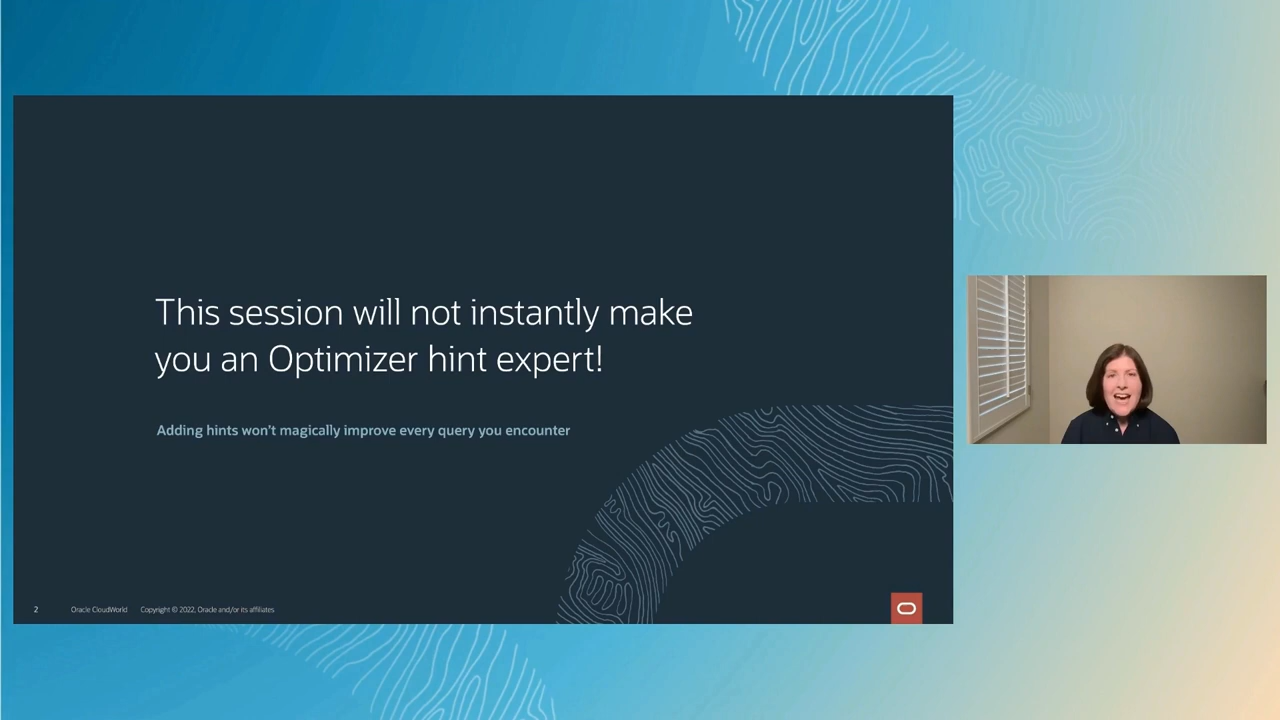 This session will not instantly make
you an Optimizer hint expert!
Adding hints won't magically improve every query you encounter
2
Oracle CloudWorld
Copyright © 2022, Oracle and/or its affiliates